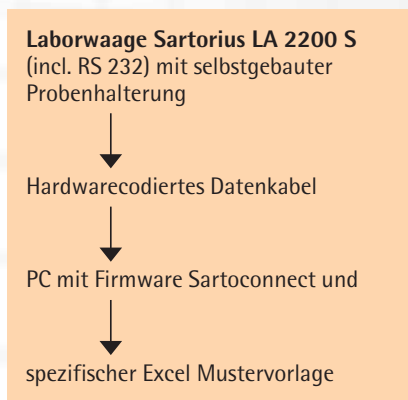 Laborwaage Sartorius LA 2200 S
(incl. RS 232) mit selbstgebauter
Probenhalterung
Hardwarecodiertes Datenkabel
PC mit Firmware Sartoconnect und
spezifischer Excel Mustervorlage